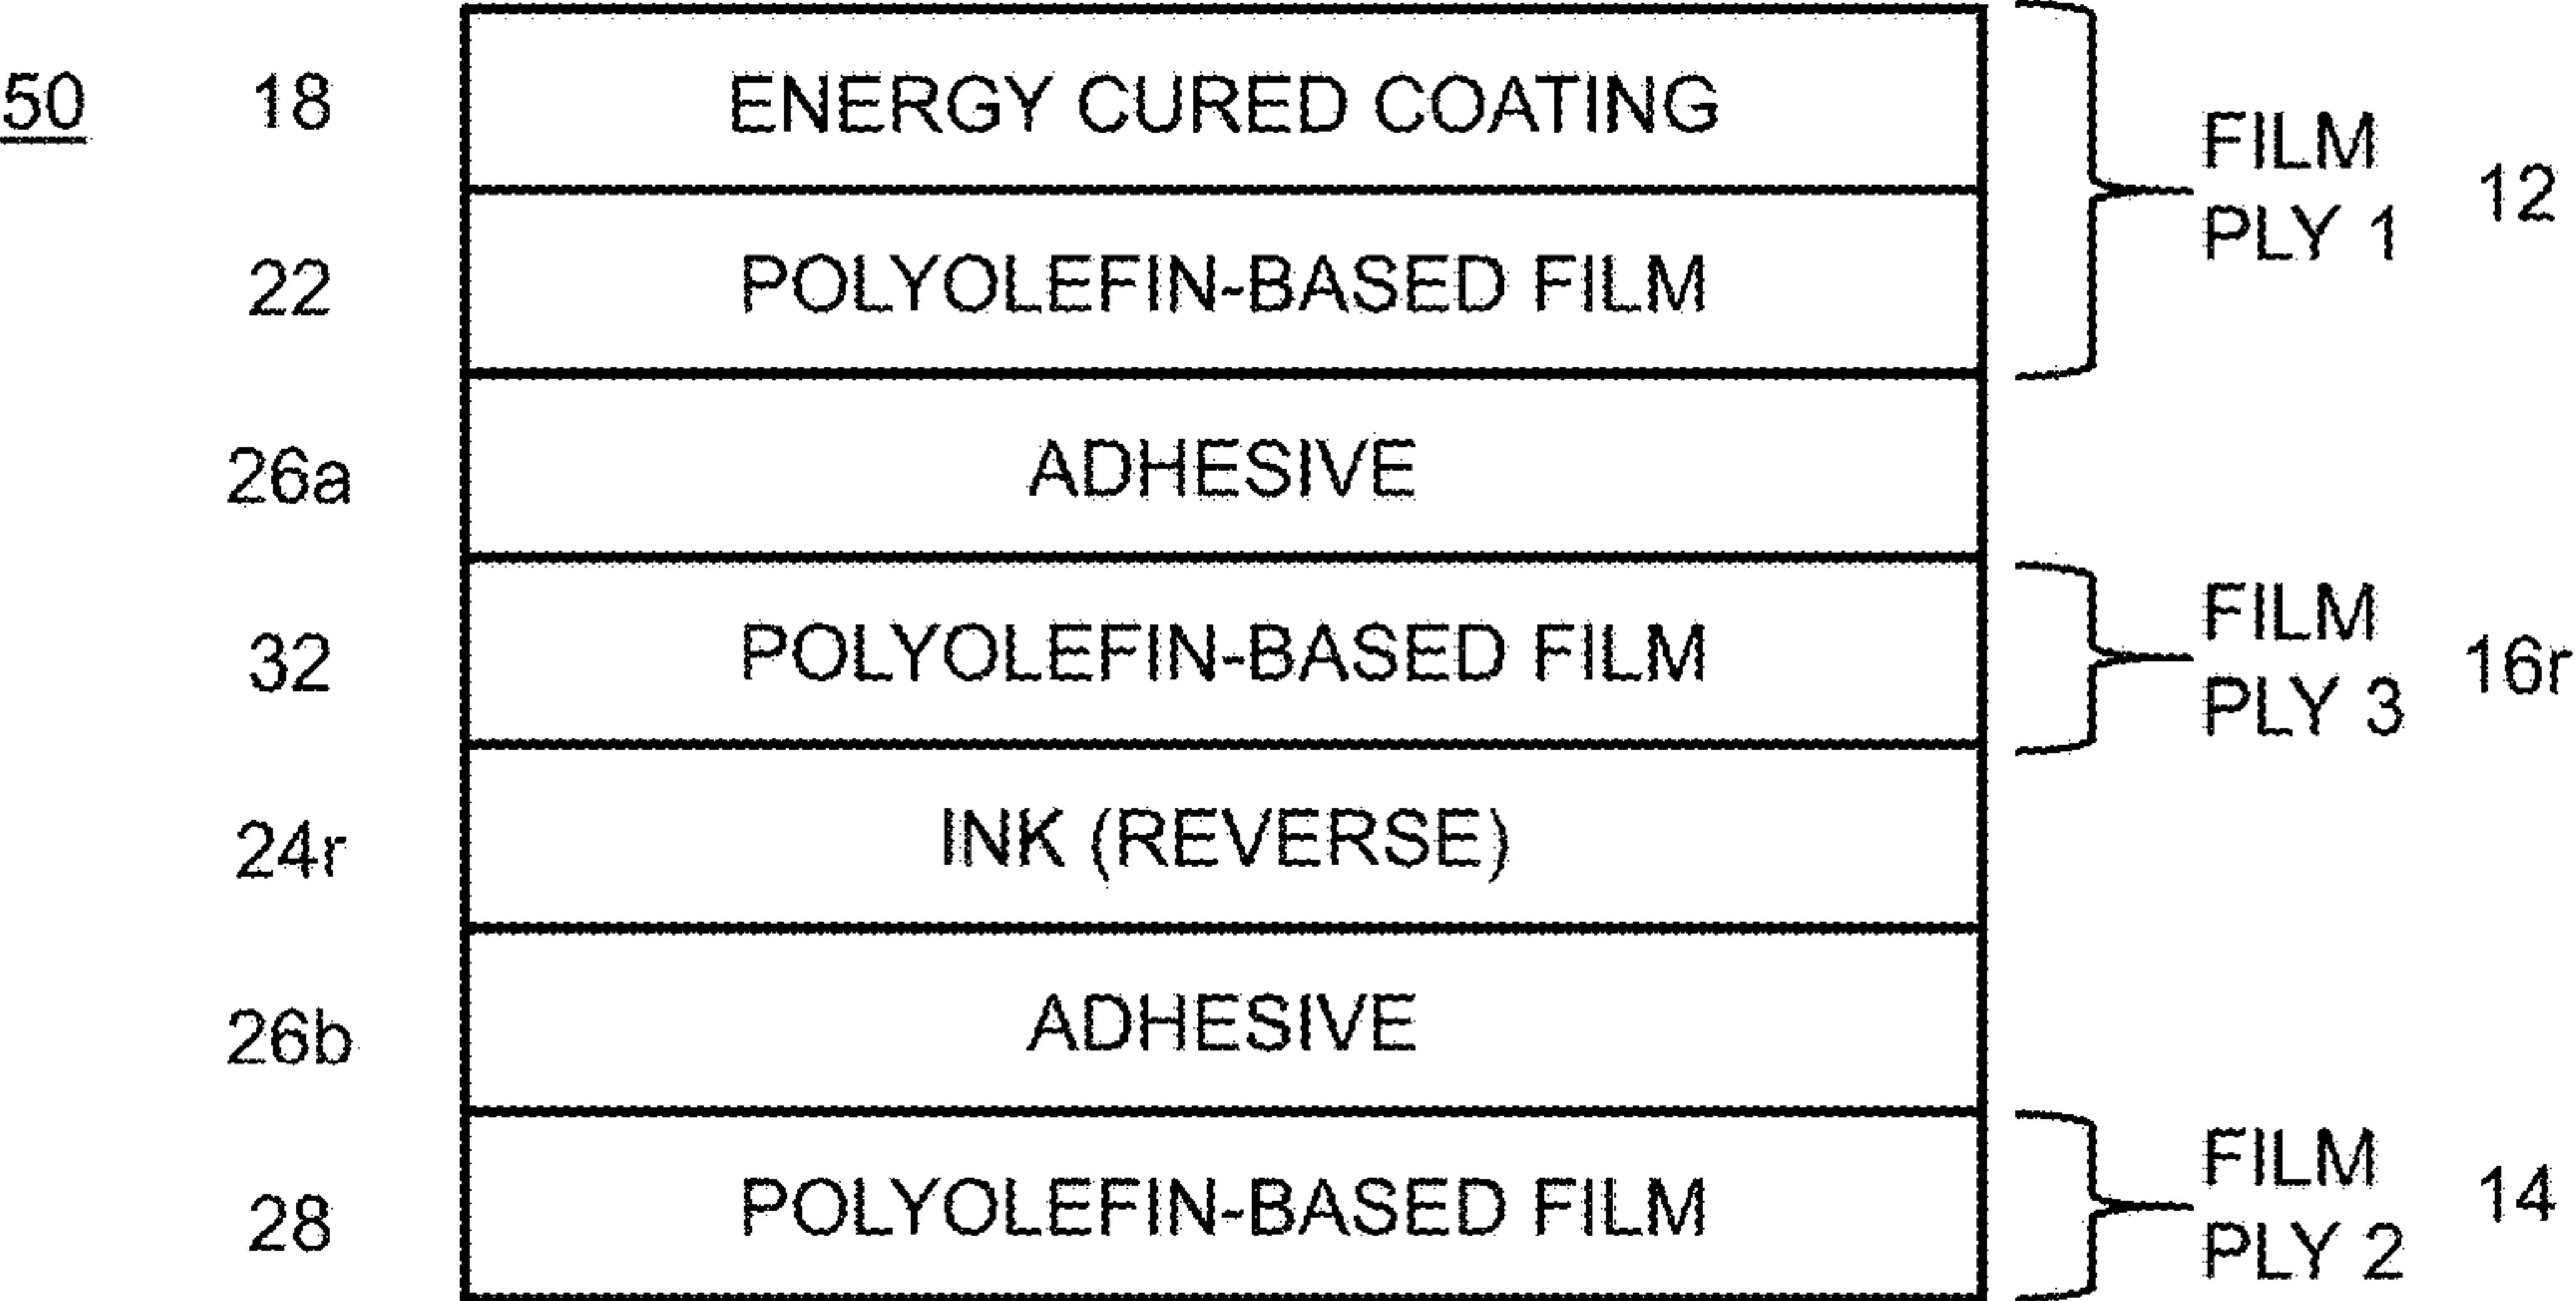 50
18 ENERGY CURED COATING
FILM
PLY 1 12
22 POLYOLEFIN-BASED FILM
26a ADHESIVE
32 POLYOLEFIN-BASED FILM
FILM
PLY 3 16r
24r INK (REVERSE)
26b ADHESIVE
28 POLYOLEFIN-BASED FILM
FILM
PLY 2 14